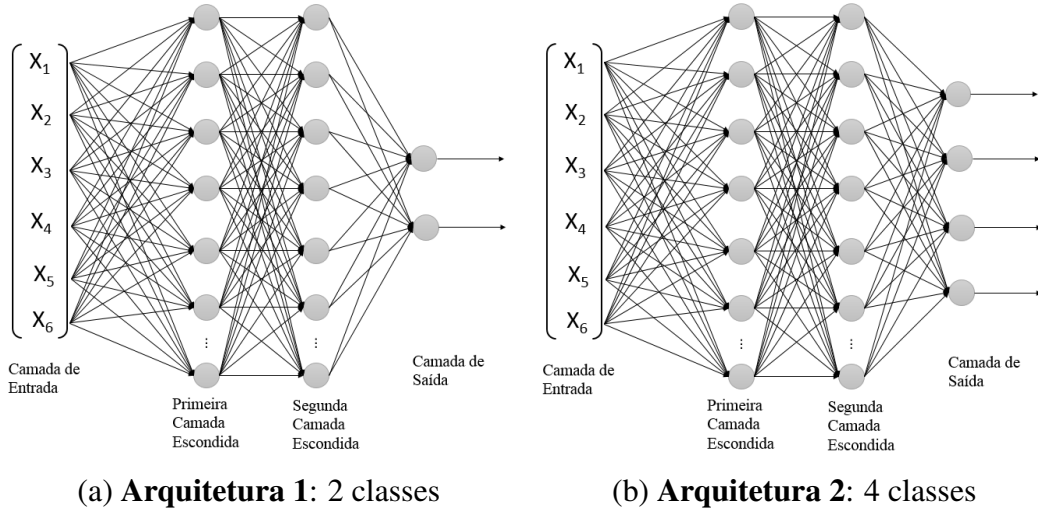 X1
X2
X3
X4
X5
X6
Camada de
Entrada
Primeira
Camada
Escondida
...
Segunda
Camada
Escondida
...
Camada de
Saída
(a) Arquitetura 1: 2 classes
X1
X2
X3
X4
X5
X6
Camada de
Entrada
Primeira
Camada
Escondida
...
Segunda
Camada
Escondida
...
Camada de
Saída
(b) Arquitetura 2: 4 classes